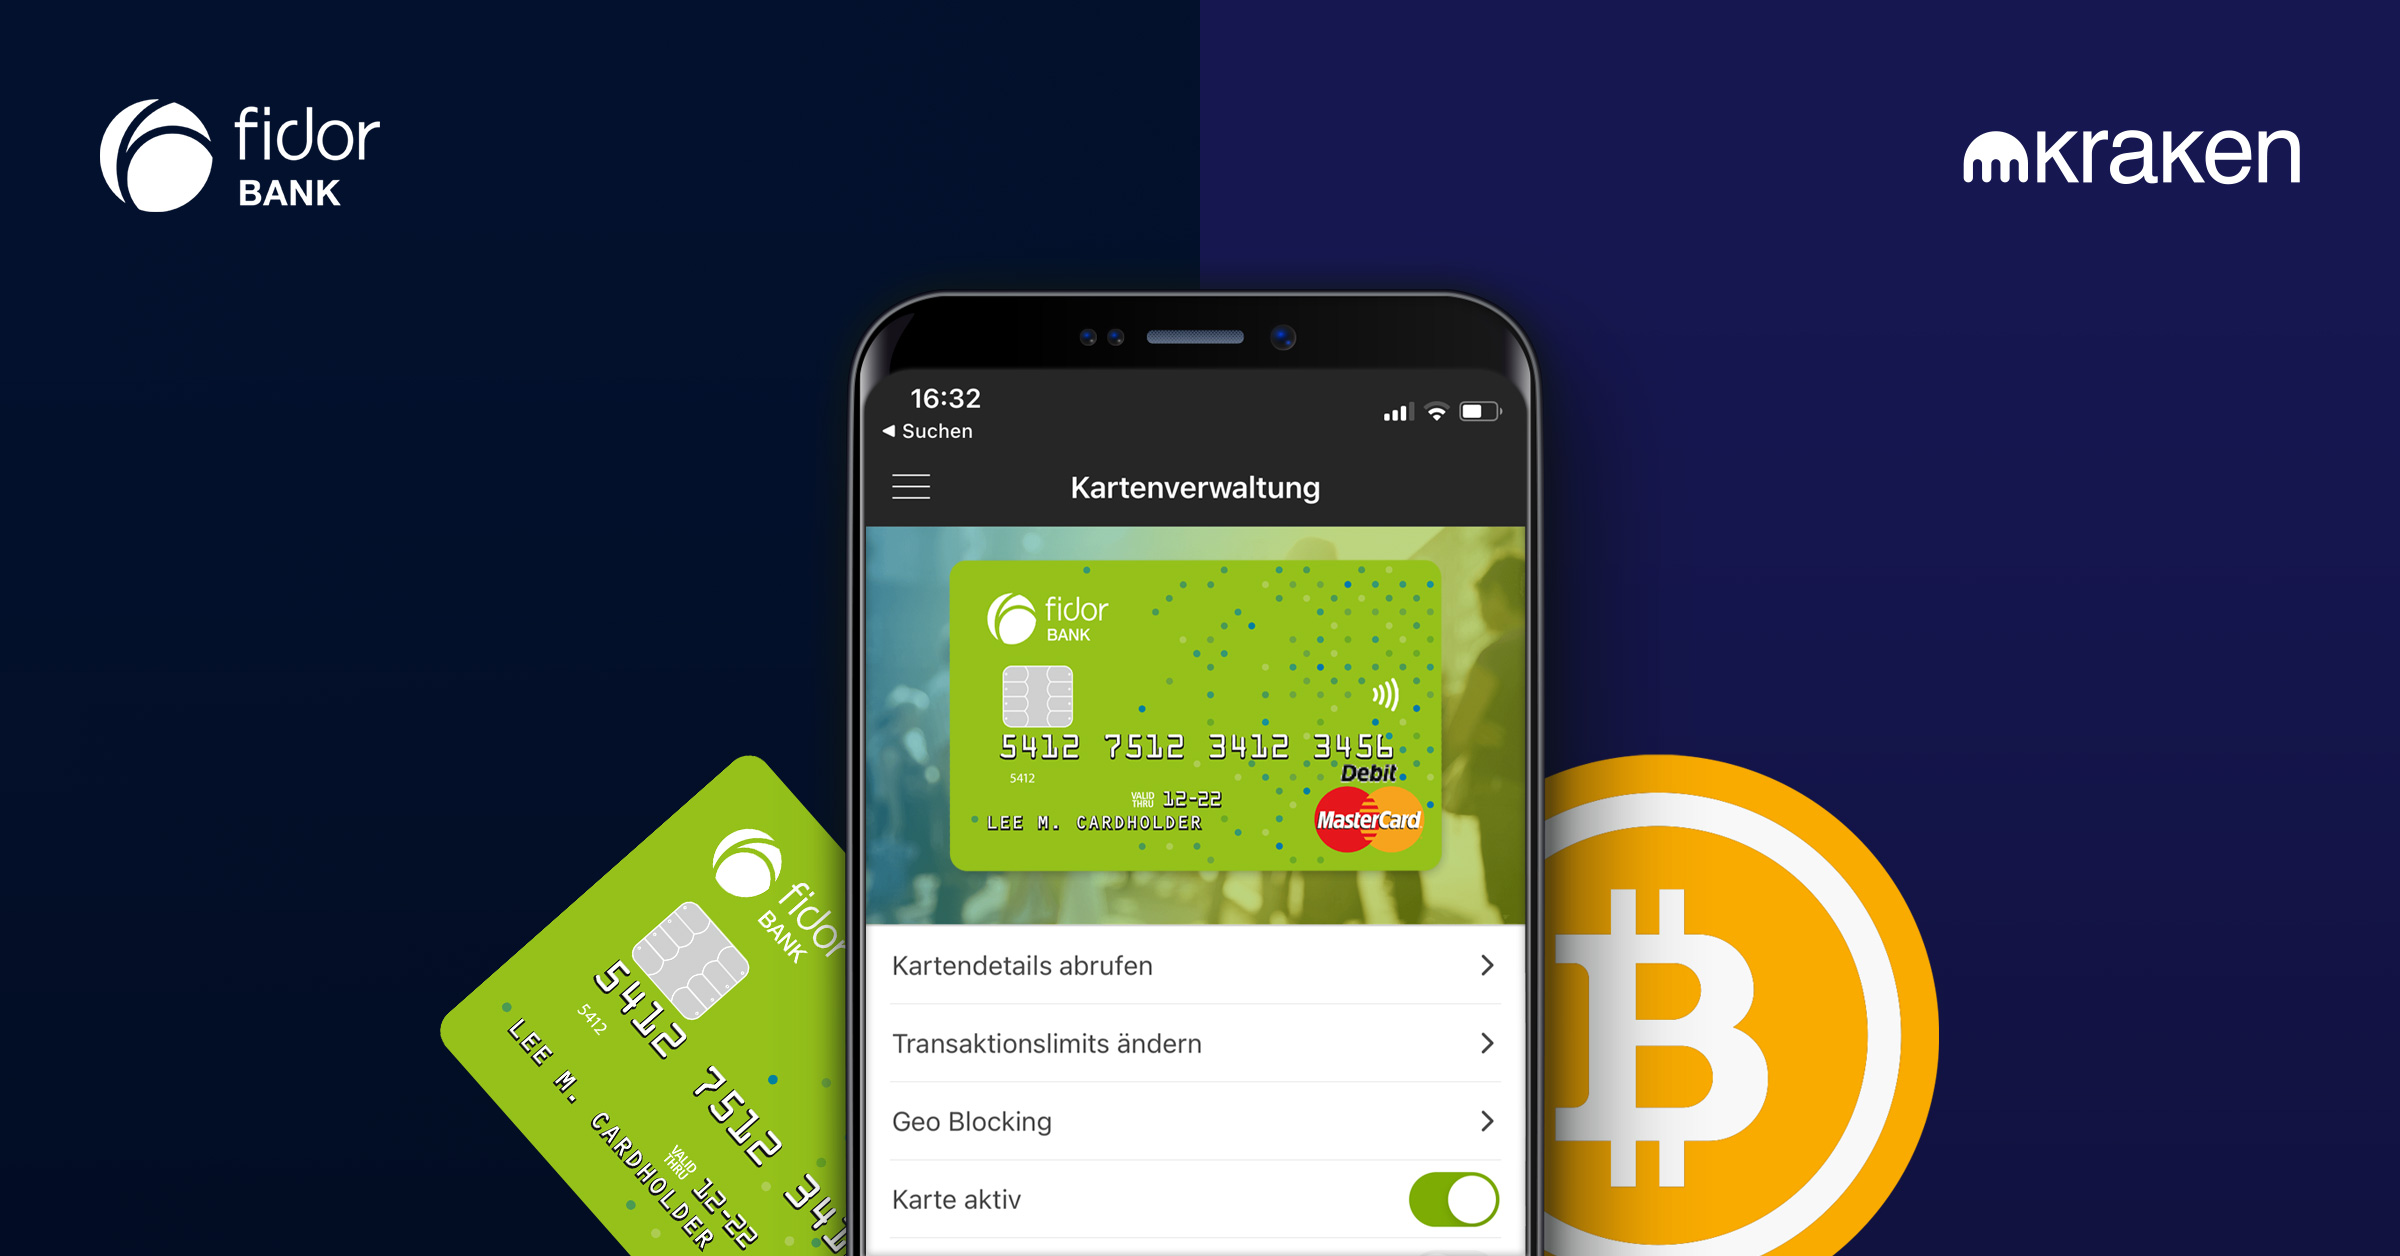 fidor
BANK
kraken
16:32
◀ Suchen
Kartenverwaltung
fidor
BANK
5412 7512 3412 3456
5412
Debit
VALID THRU 12-22
LEE M. CARDHOLDER
MasterCard
Kartendetails abrufen
Transaktionslimits ändern
Geo Blocking
Karte aktiv
fidor
BANK
5412 7512 341
5412
VALID THRU 12-22
LEE M. CARDHOLDER